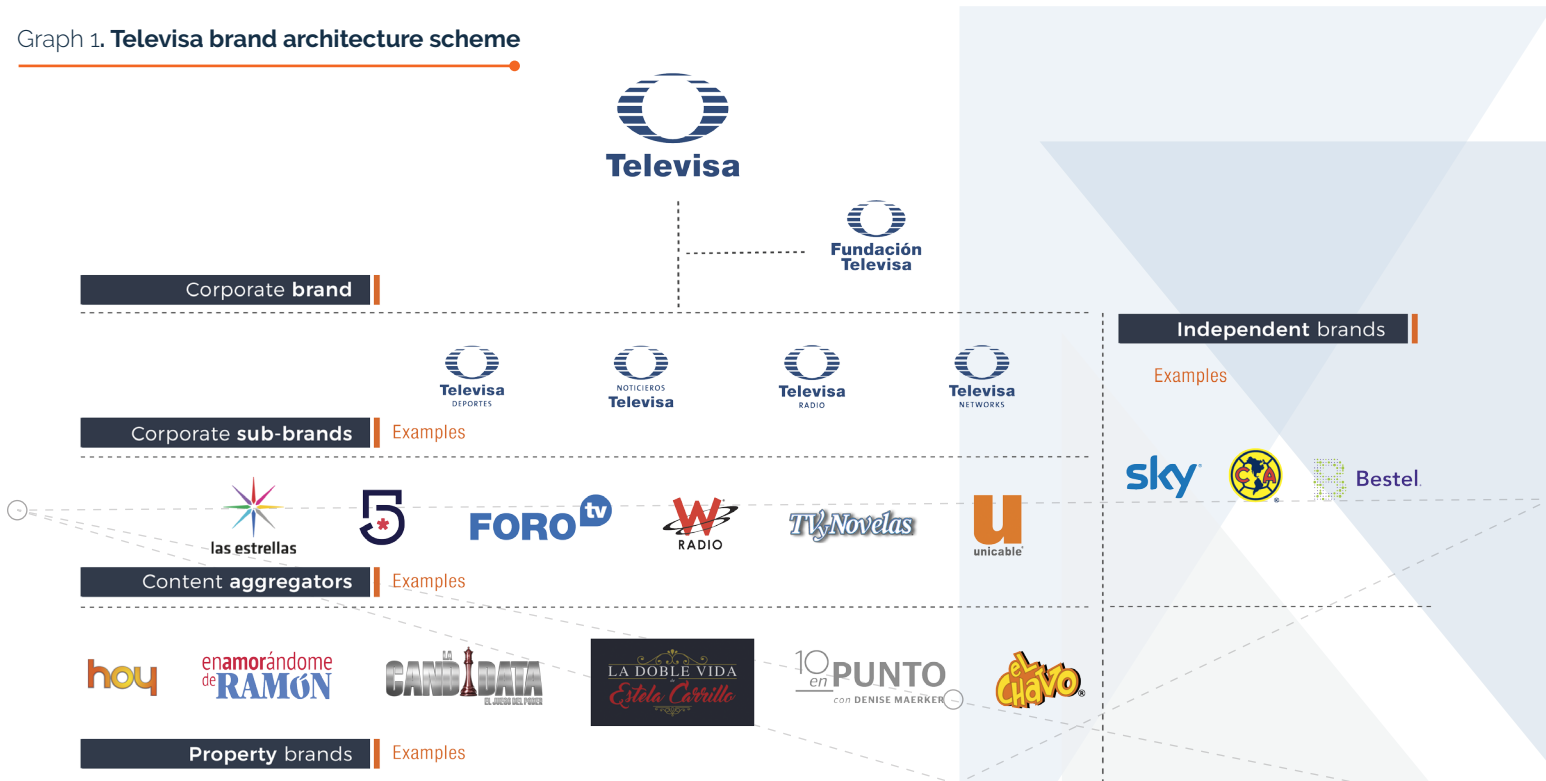 Graph 1. Televisa brand architecture scheme
Televisa
Fundación
Televisa
Corporate brand
Independent brands
Examples
Televisa
DEPORTES
NOTICIEROS
Televisa
Televisa
RADIO
Televisa
NETWORKS
Corporate sub-brands
Examples
sky
CA
Bestel
las estrellas
5
FORO tv
W
RADIO
TVyNovelas
u
unicable
Content aggregators
Examples
hoy
enamorándome
de RAMÓN
LA
CANDIDATA
EL JUEGO DEL PODER
LA DOBLE VIDA
de
Estela Carrillo
10 en PUNTO
con DENISE MAERKER
el CHAVO
Property brands
Examples